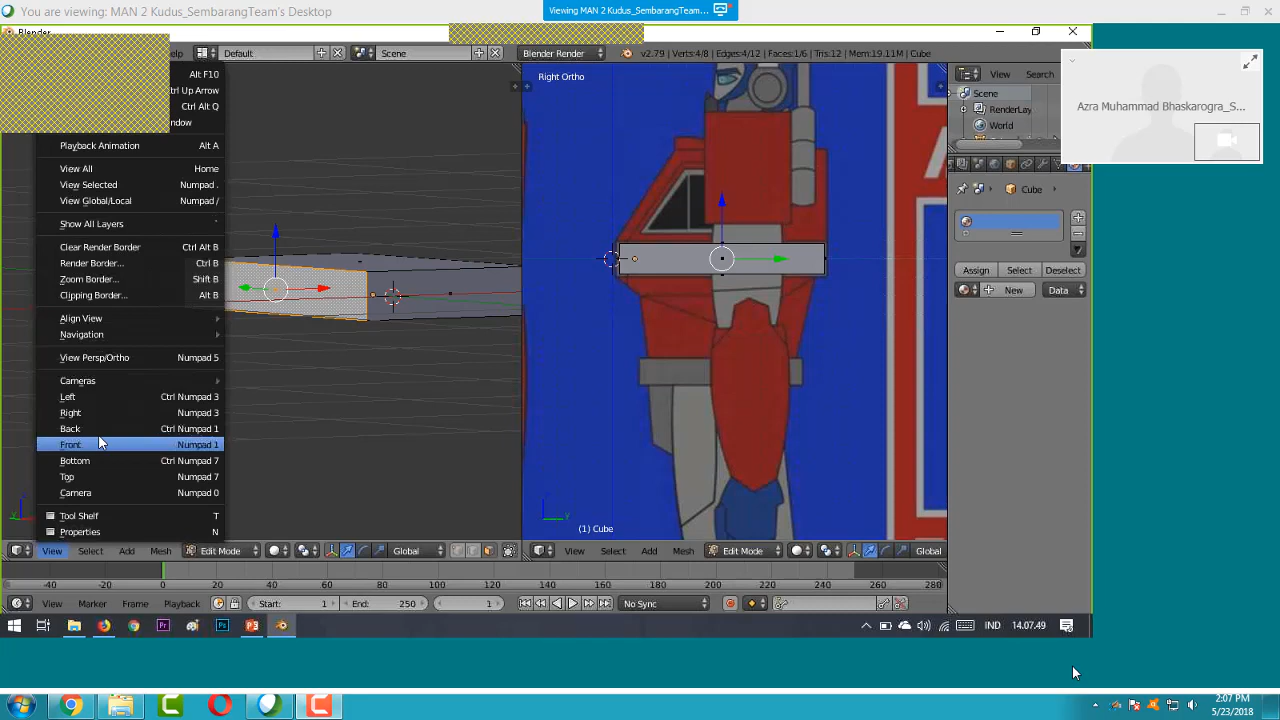 You are viewing: MAN 2 Kudus_SembarangTeam's Desktop
Viewing MAN 2 Kudus_SembarangTeam...
Blender
elp
Default
Scene
Blender Render
v2.79 | Verts:4/8 | Edges:4/12 | Faces:1/6 | Tris:12 | Mem:19.11M | Cube
Alt F10
Ctrl Up Arrow
Ctrl Alt Q
ndow
Playback Animation Alt A
View All Home
View Selected Numpad .
View Global/Local Numpad /
Show All Layers `
Clear Render Border Ctrl Alt B
Render Border... Ctrl B
Zoom Border... Shift B
Clipping Border... Alt B
Align View
Navigation
View Persp/Ortho Numpad 5
Cameras
Left Ctrl Numpad 3
Right Numpad 3
Back Ctrl Numpad 1
Front Numpad 1
Bottom Ctrl Numpad 7
Top Numpad 7
Camera Numpad 0
Tool Shelf T
Properties N
Right Ortho
y
(1) Cube
View Search
Scene
RenderLay
World
Azra Muhammad Bhaskarogra_S...
Cube
Assign Select Deselect
New Data
View Select Add Mesh Edit Mode Global
View Select Add Mesh Edit Mode Global
-40 -20 0 20 40 60 80 100 120 140 160 180 200 220 240 260 280
View Marker Frame Playback Start: 1 End: 250 1 No Sync
IND 14.07.49
2:07 PM
5/23/2018